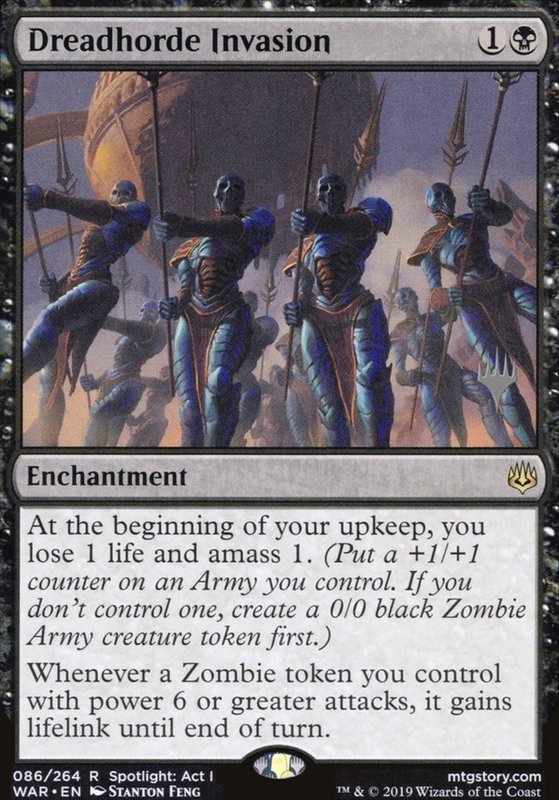 Dreadhorde Invasion 1
Enchantment
At the beginning of your upkeep, you
lose 1 life and amass 1. (Put a +1/+1
counter on an Army you control. If you
don't control one, create a 0/0 black Zombie
Army creature token first.)
Whenever a Zombie token you control
with power 6 or greater attacks, it gains
lifelink until end of turn.
086/264 R Spotlight: Act I
mtgstory.com
WAR • EN Stanton Feng
™ & © 2019 Wizards of the Coast